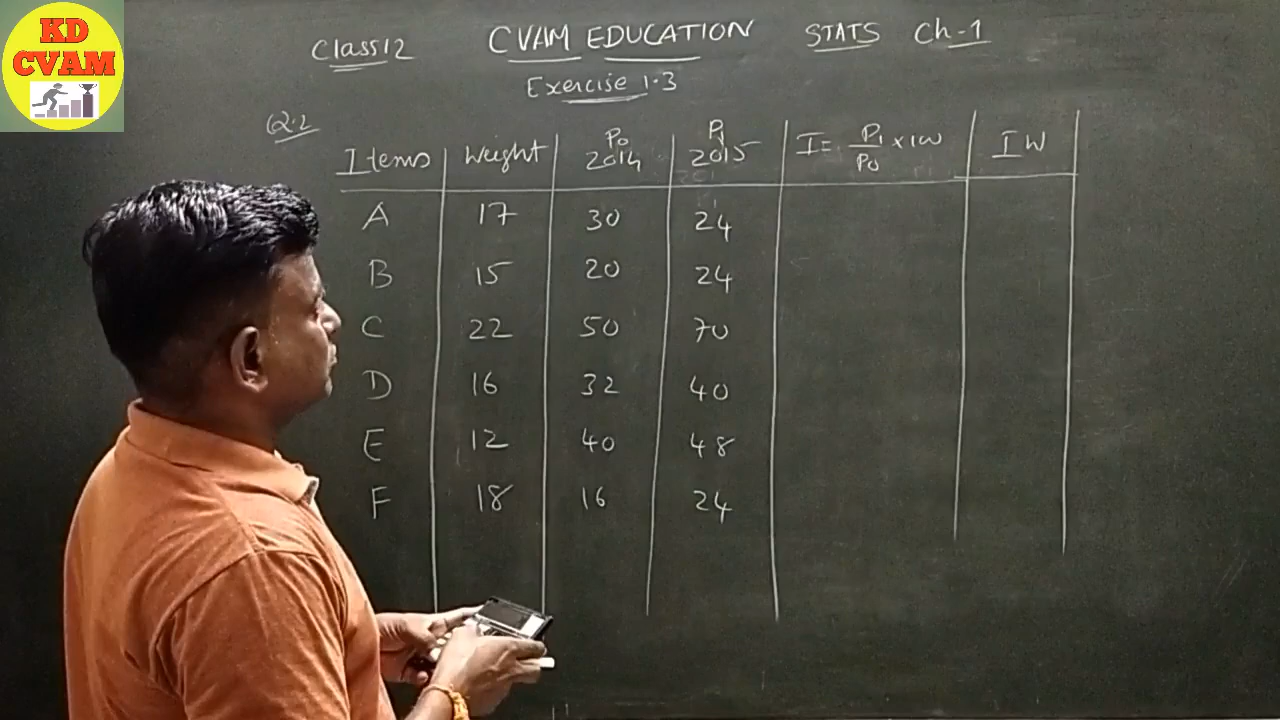 KD
CVAM
Class 12 CVAM EDUCATION STATS Ch-1
Exercise 1.3
Q.2
Items Weight P0 2014 P1 2015 I = P1/P0 × 100 IW
A 17 30 24
B 15 20 24
C 22 50 70
D 16 32 40
E 12 40 48
F 18 16 24